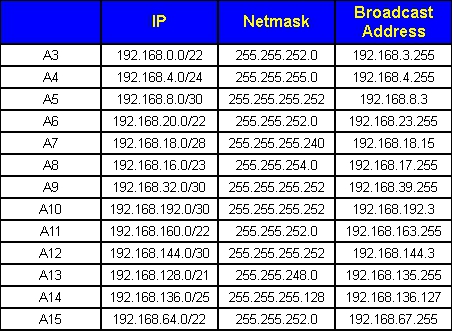 IP Netmask Broadcast
Address
A3 192.168.0.0/22 255.255.252.0 192.168.3.255
A4 192.168.4.0/24 255.255.255.0 192.168.4.255
A5 192.168.8.0/30 255.255.255.252 192.168.8.3
A6 192.168.20.0/22 255.255.252.0 192.168.23.255
A7 192.168.18.0/28 255.255.255.240 192.168.18.15
A8 192.168.16.0/23 255.255.254.0 192.168.17.255
A9 192.168.32.0/30 255.255.255.252 192.168.39.255
A10 192.168.192.0/30 255.255.255.252 192.168.192.3
A11 192.168.160.0/22 255.255.252.0 192.168.163.255
A12 192.168.144.0/30 255.255.255.252 192.168.144.3
A13 192.168.128.0/21 255.255.248.0 192.168.135.255
A14 192.168.136.0/25 255.255.255.128 192.168.136.127
A15 192.168.64.0/22 255.255.252.0 192.168.67.255